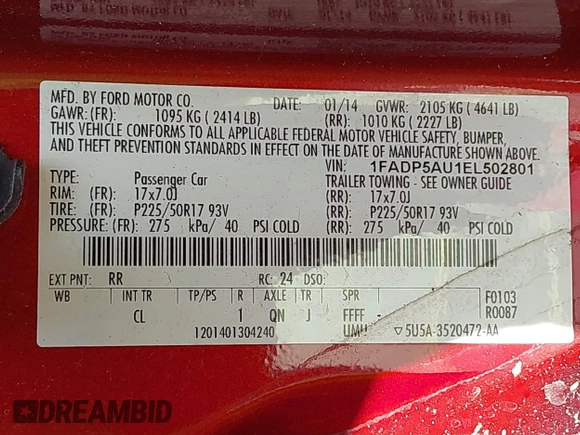 MFD. BY FORD MOTOR CO. DATE: 01/14 GVWR: 2105 KG ( 4641 LB)
GAWR: (FR): 1095 KG ( 2414 LB) (RR): 1010 KG ( 2227 LB)
THIS VEHICLE CONFORMS TO ALL APPLICABLE FEDERAL MOTOR VEHICLE SAFETY, BUMPER,
AND THEFT PREVENTION STANDARDS IN EFFECT ON THE DATE OF MANUFACTURE SHOWN ABOVE.
VIN: 1FADP5AU1EL502801
TYPE: Passenger Car TRAILER TOWING - SEE OWNER GUIDE
RIM: (FR): 17x7.0J (RR): 17x7.0J
TIRE: (FR): P225/50R17 93V (RR): P225/50R17 93V
PRESSURE: (FR): 275 kPa/ 40 PSI COLD (RR): 275 kPa/ 40 PSI COLD
EXT PNT: RR RC: 24 DSO:
WB INT TR TP/PS R AXLE TR SPR F0103
CL 1 QN J FFFF R0087
1201401304240 UMU ▽5U5A-3520472-AA
DREAMBID